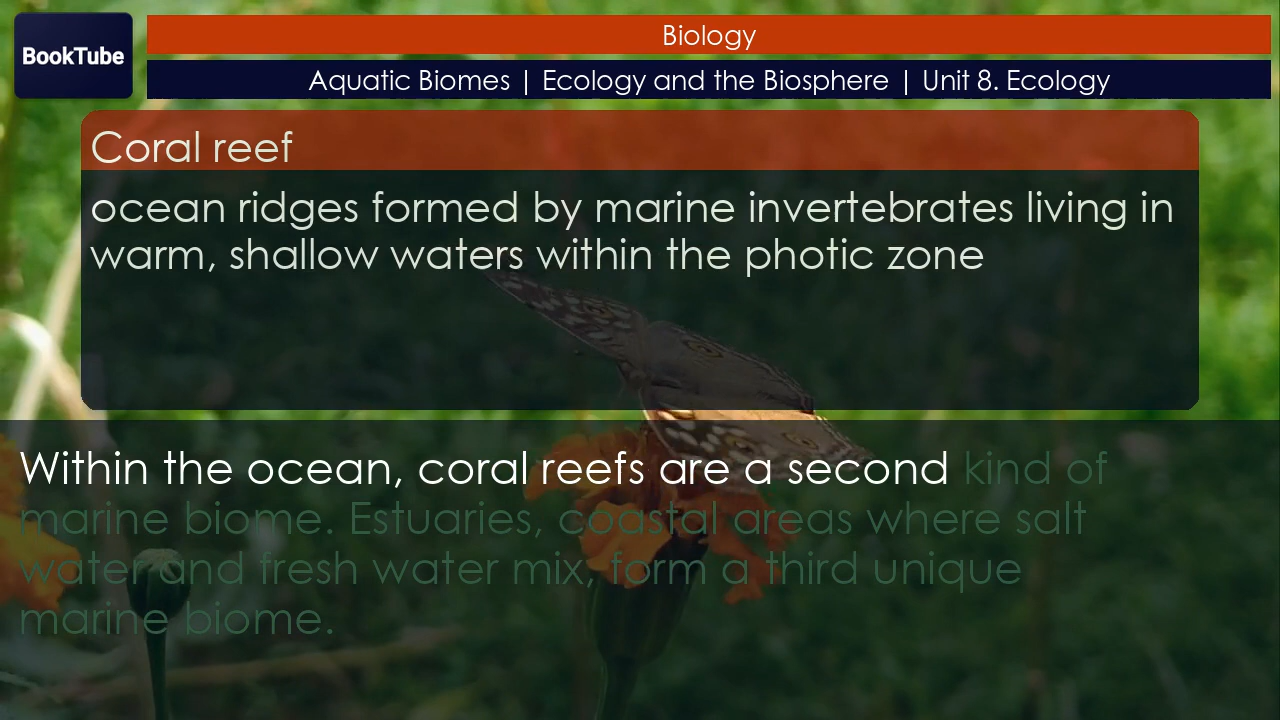 BookTube
Biology
Aquatic Biomes | Ecology and the Biosphere | Unit 8. Ecology
Coral reef
ocean ridges formed by marine invertebrates living in
warm, shallow waters within the photic zone
Within the ocean, coral reefs are a second kind of
marine biome. Estuaries, coastal areas where salt
water and fresh water mix, form a third unique
marine biome.